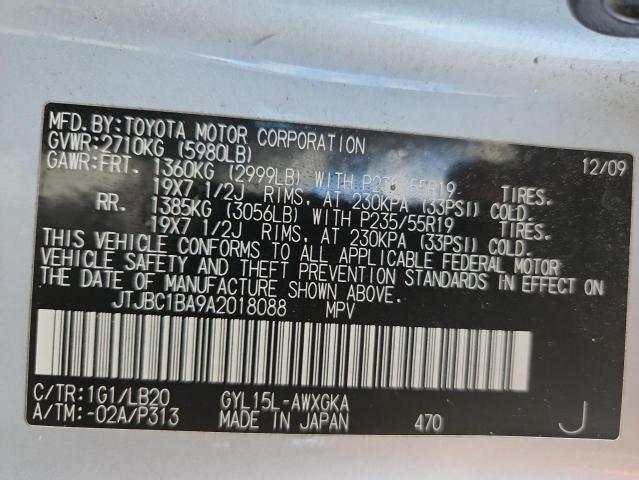 MFD.BY:TOYOTA MOTOR CORPORATION 12/09
GVWR:2710KG (5980LB)
GAWR:FRT. 1360KG (2999LB) WITH P235/55R19 TIRES.
19X7 1/2J RIMS, AT 230KPA (33PSI) COLD.
RR. 1385KG (3056LB) WITH P235/55R19 TIRES.
19X7 1/2J RIMS, AT 230KPA (33PSI) COLD.
THIS VEHICLE CONFORMS TO ALL APPLICABLE FEDERAL MOTOR
VEHICLE SAFETY AND THEFT PREVENTION STANDARDS IN EFFECT ON
THE DATE OF MANUFACTURE SHOWN ABOVE.
JTJBC1BA9A2018088 MPV
C/TR:1G1/LB20 GYL15L-AWXGKA
A/TM:-02A/P313 MADE IN JAPAN 470 J